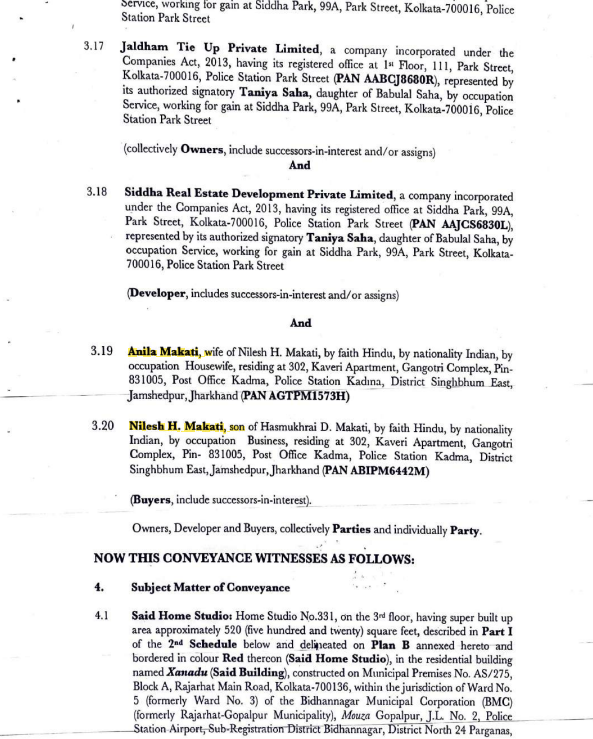 Service, working for gain at Siddha Park, 99A, Park Street, Kolkata-700016, Police
Station Park Street
3.17 Jaldham Tie Up Private Limited, a company incorporated under the
Companies Act, 2013, having its registered office at 1st Floor, 111, Park Street,
Kolkata-700016, Police Station Park Street (PAN AABCJ8680R), represented by
its authorized signatory Taniya Saha, daughter of Babulal Saha, by occupation
Service, working for gain at Siddha Park, 99A, Park Street, Kolkata-700016, Police
Station Park Street
(collectively Owners, include successors-in-interest and/or assigns)
And
3.18 Siddha Real Estate Development Private Limited, a company incorporated
under the Companies Act, 2013, having its registered office at Siddha Park, 99A,
Park Street, Kolkata-700016, Police Station Park Street (PAN AAJCS6830L),
represented by its authorized signatory Taniya Saha, daughter of Babulal Saha, by
occupation Service, working for gain at Siddha Park, 99A, Park Street, Kolkata-
700016, Police Station Park Street
(Developer, includes successors-in-interest and/or assigns)
And
3.19 Anila Makati, wife of Nilesh H. Makati, by faith Hindu, by nationality Indian, by
occupation Housewife, residing at 302, Kaveri Apartment, Gangotri Complex, Pin-
831005, Post Office Kadma, Police Station Kadma, District Singhbhum East,
Jamshedpur, Jharkhand (PAN AGTPM1573H)
3.20 Nilesh H. Makati, son of Hasmukhrai D. Makati, by faith Hindu, by nationality
Indian, by occupation Business, residing at 302, Kaveri Apartment, Gangotri
Complex, Pin- 831005, Post Office Kadma, Police Station Kadma, District
Singhbhum East, Jamshedpur, Jharkhand (PAN ABIPM6442M)
(Buyers, include successors-in-interest).
Owners, Developer and Buyers, collectively Parties and individually Party.
NOW THIS CONVEYANCE WITNESSES AS FOLLOWS:
4. Subject Matter of Conveyance
4.1 Said Home Studio: Home Studio No.331, on the 3rd floor, having super built up
area approximately 520 (five hundred and twenty) square feet, described in Part I
of the 2nd Schedule below and delineated on Plan B annexed hereto and
bordered in colour Red thereon (Said Home Studio), in the residential building
named Xanadu (Said Building), constructed on Municipal Premises No. AS/275,
Block A, Rajarhat Main Road, Kolkata-700136, within the jurisdiction of Ward No.
5 (formerly Ward No. 3) of the Bidhannagar Municipal Corporation (BMC)
(formerly Rajarhat-Gopalpur Municipality), Mouza Gopalpur, J.L. No. 2, Police
Station Airport, Sub-Registration District Bidhannagar, District North 24 Parganas,